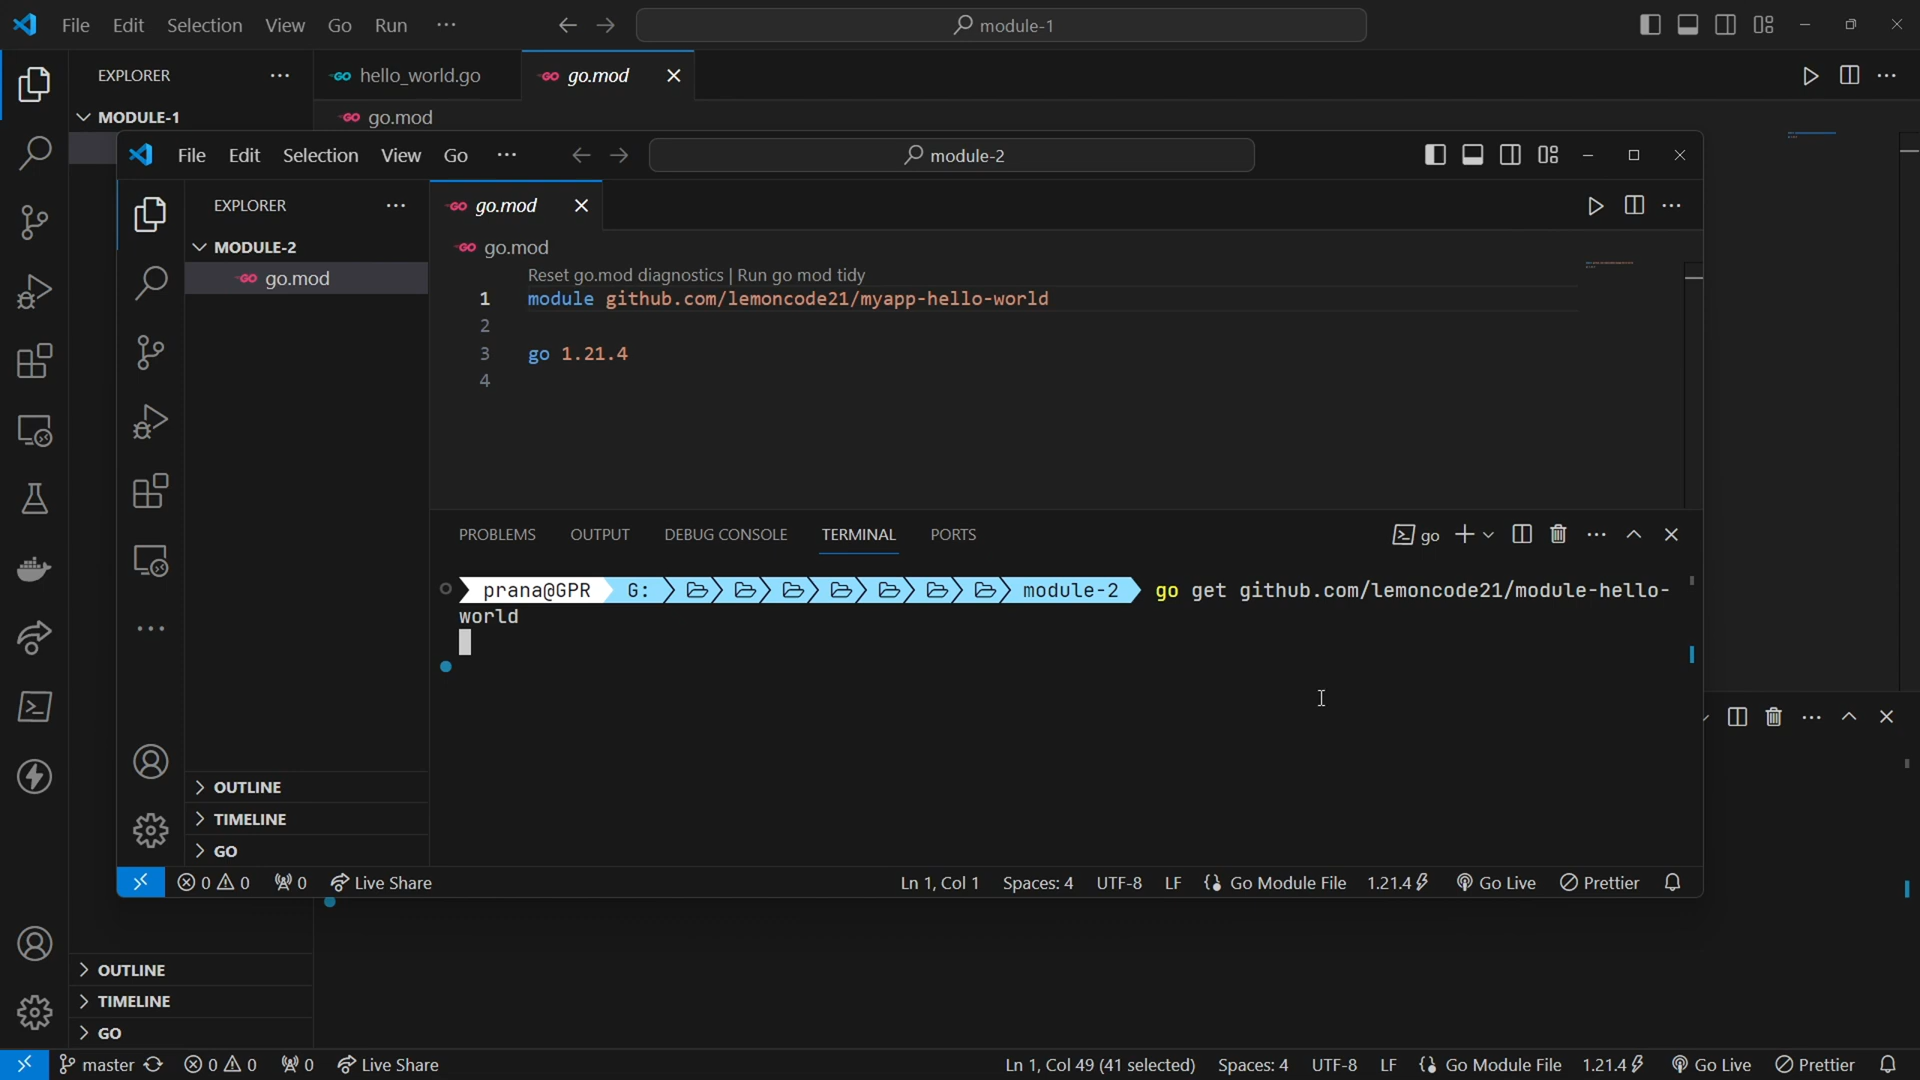 File Edit Selection View Go Run ··· module-1
EXPLORER ··· hello_world.go go.mod
MODULE-1 go.mod
File Edit Selection View Go ··· module-2
EXPLORER ··· go.mod
MODULE-2 go.mod
Reset go.mod diagnostics | Run go mod tidy
go.mod
1 module github.com/lemoncode21/myapp-hello-world
2
3 go 1.21.4
4
PROBLEMS OUTPUT DEBUG CONSOLE TERMINAL PORTS go
prana@GPR G: module-2 go get github.com/lemoncode21/module-hello-
world
OUTLINE
TIMELINE
GO
0 0 0 Live Share Ln 1, Col 1 Spaces: 4 UTF-8 LF Go Module File 1.21.4 Go Live Prettier
OUTLINE
TIMELINE
GO
master 0 0 0 Live Share Ln 1, Col 49 (41 selected) Spaces: 4 UTF-8 LF {} Go Module File 1.21.4 Go Live Prettier